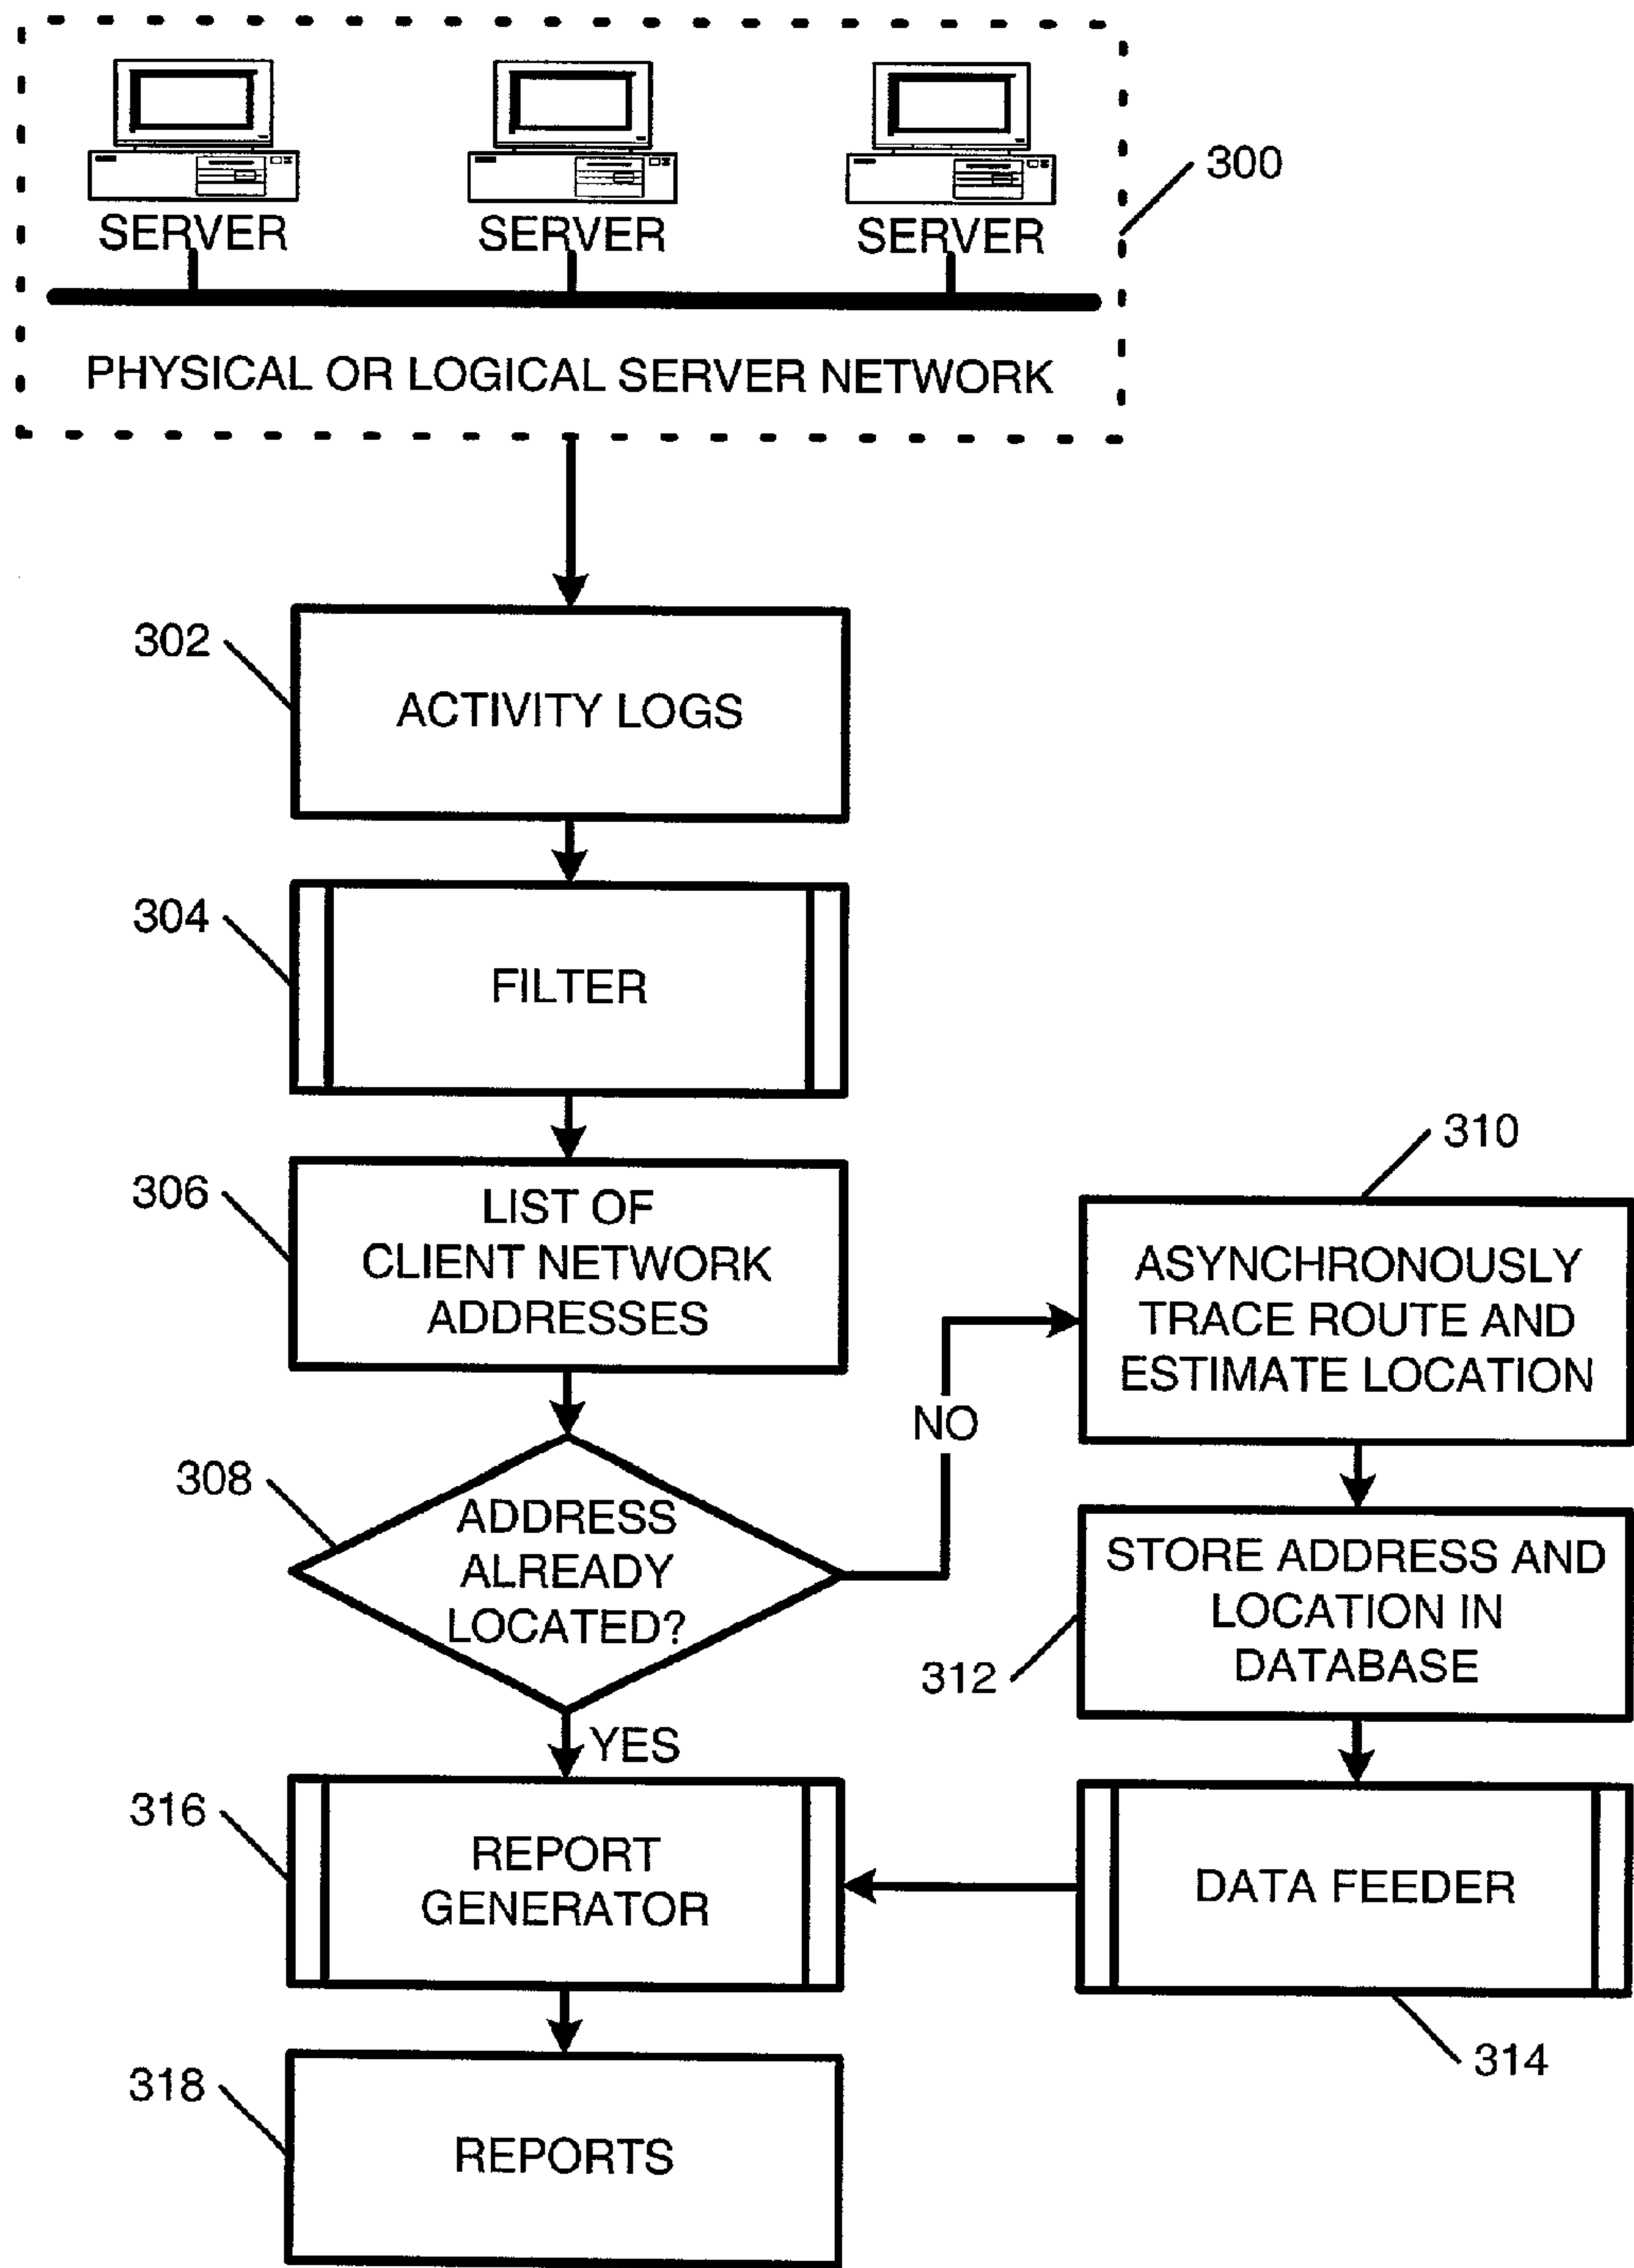 300
SERVER SERVER SERVER
PHYSICAL OR LOGICAL SERVER NETWORK
302
ACTIVITY LOGS
304
FILTER
306
LIST OF
CLIENT NETWORK
ADDRESSES
308
ADDRESS
ALREADY
LOCATED?
NO
310
ASYNCHRONOUSLY
TRACE ROUTE AND
ESTIMATE LOCATION
312
STORE ADDRESS AND
LOCATION IN
DATABASE
YES
316
REPORT
GENERATOR
DATA FEEDER
314
318
REPORTS